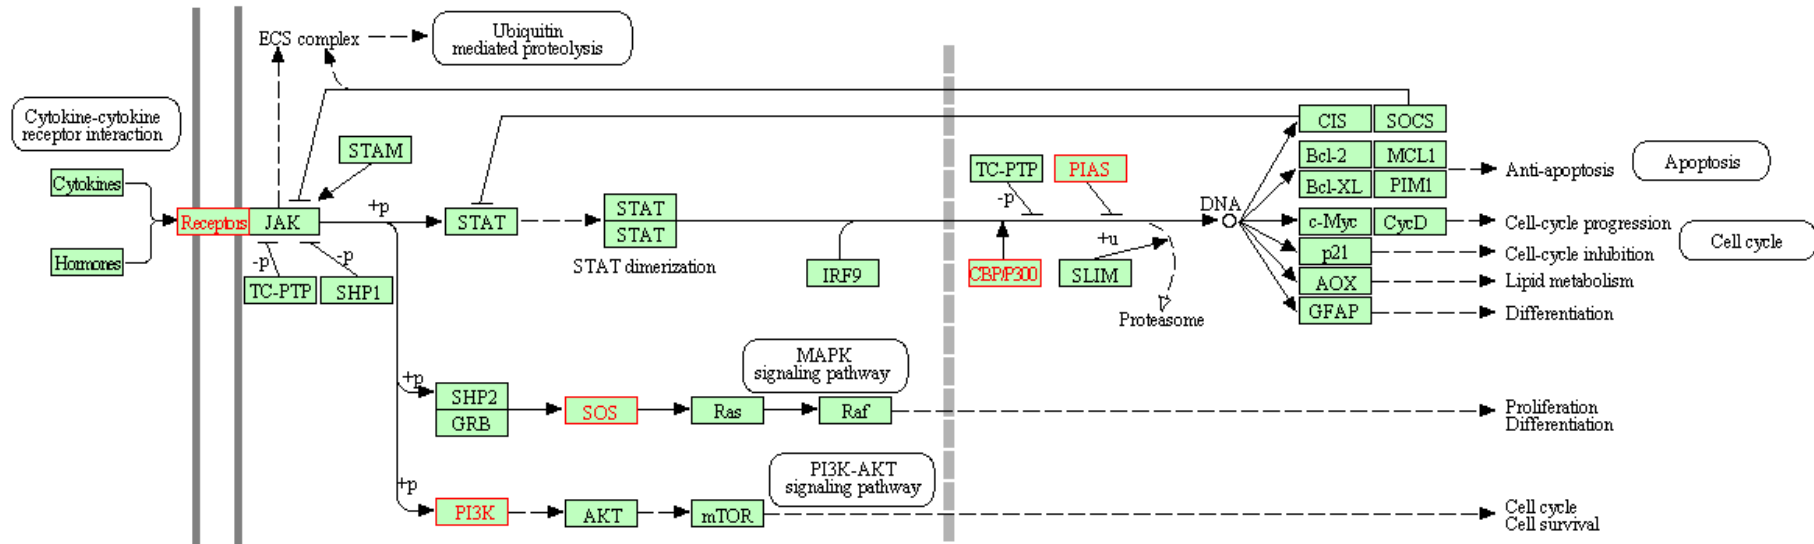 ECS complex
Ubiquitin
mediated proteolysis
Cytokine-cytokine
receptor interaction
STAM
CIS
SOCS
TC-PTP
PIAS
Bcl-2
MCL1
Anti-apoptosis
Apoptosis
Cytokines
Bcl-XL
PIM1
-p
DNA
Receptors
JAK
+p
STAT
STAT
STAT
c-Myc
CycD
Cell-cycle progression
Cell cycle
Hormones
-p
-p
STAT dimerization
IRF9
CBP/P300
+u
SLIM
p21
Cell-cycle inhibition
TC-PTP
SHP1
AOX
Lipid metabolism
Proteasome
GFAP
Differentiation
MAPK
signaling pathway
+p
SHP2
GRB
SOS
Ras
Raf
Proliferation
Differentiation
PI3K-AKT
signaling pathway
+p
PI3K
AKT
mTOR
Cell cycle
Cell survival